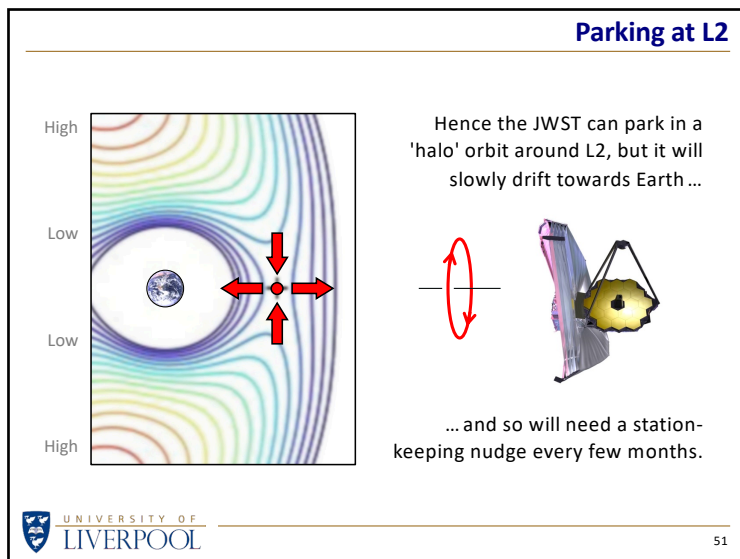 Parking at L2
High
Low
Low
High
Hence the JWST can park in a
'halo' orbit around L2, but it will
slowly drift towards Earth ...
... and so will need a station-
keeping nudge every few months.
UNIVERSITY OF
LIVERPOOL
51